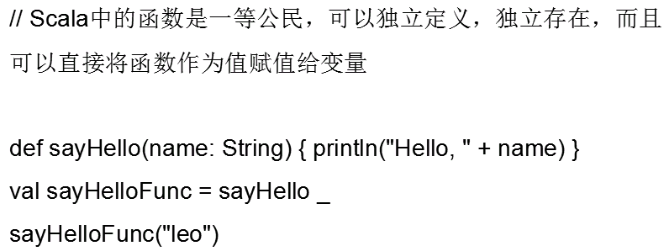 // Scala中的函数是一等公民，可以独立定义，独立存在，而且
可以直接将函数作为值赋值给变量
def sayHello(name: String) { println("Hello, " + name) }
val sayHelloFunc = sayHello _
sayHelloFunc("leo")